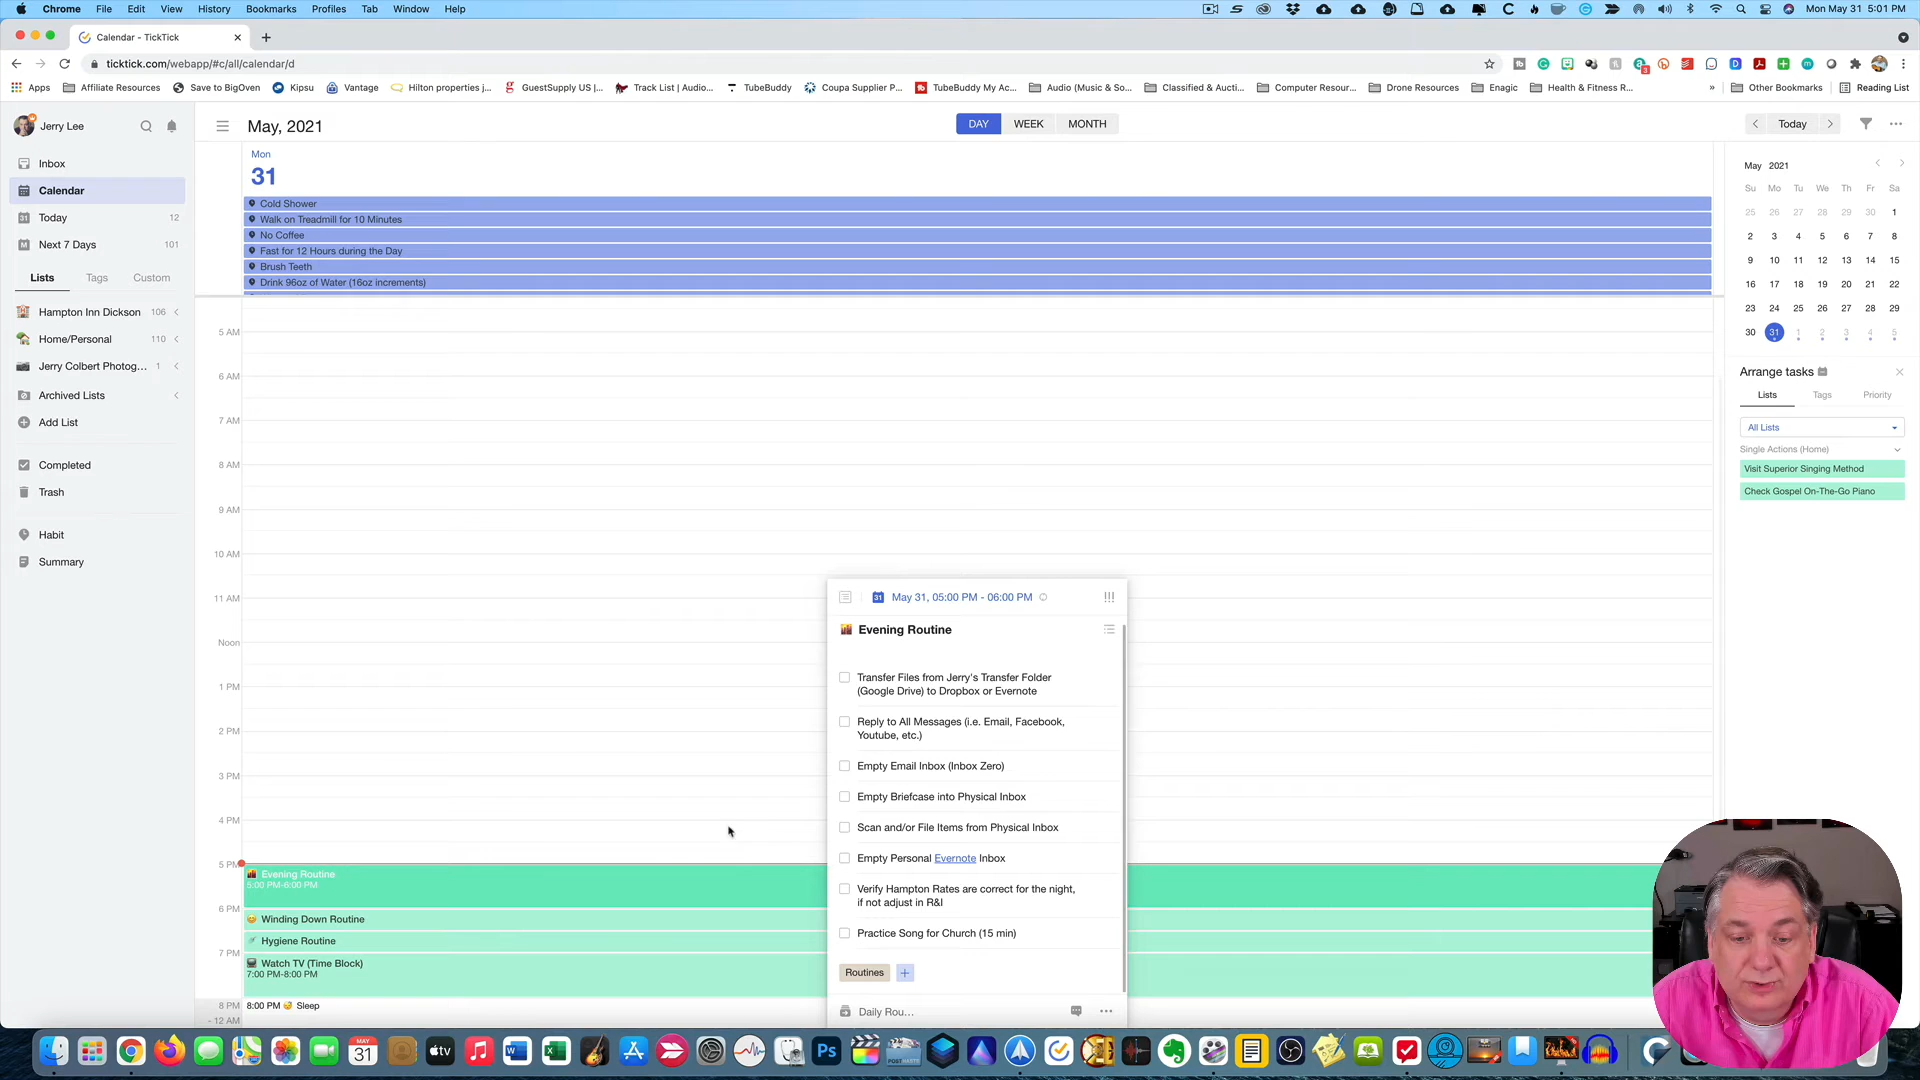 Chrome File Edit View History Bookmarks Profiles Tab Window Help Mon May 31 5:01 PM
Calendar - TickTick
ticktick.com/webapp/#c/all/calendar/d
Apps Affiliate Resources Save to BigOven Kipsu Vantage Hilton properties j... GuestSupply US |... Track List | Audio... TubeBuddy Coupa Supplier P... TubeBuddy My Ac... Audio (Music & So... Classified & Aucti... Computer Resour... Drone Resources Enagic Health & Fitness R... » Other Bookmarks Reading List
Jerry Lee
Inbox
Calendar
Today 12
Next 7 Days 101
Lists Tags Custom
Hampton Inn Dickson 106
Home/Personal 110
Jerry Colbert Photog... 1
Archived Lists
Add List
Completed
Trash
Habit
Summary
May, 2021
DAY WEEK MONTH
Today
Mon
31
Cold Shower
Walk on Treadmill for 10 Minutes
No Coffee
Fast for 12 Hours during the Day
Brush Teeth
Drink 96oz of Water (16oz increments)
5 AM
6 AM
7 AM
8 AM
9 AM
10 AM
11 AM
Noon
1 PM
2 PM
3 PM
4 PM
5 PM
Evening Routine
5:00 PM-6:00 PM
6 PM
Winding Down Routine
Hygiene Routine
7 PM
Watch TV (Time Block)
7:00 PM-8:00 PM
8 PM 8:00 PM Sleep
- 12 AM
31 May 31, 05:00 PM - 06:00 PM
Evening Routine
Transfer Files from Jerry's Transfer Folder
(Google Drive) to Dropbox or Evernote
Reply to All Messages (i.e. Email, Facebook,
Youtube, etc.)
Empty Email Inbox (Inbox Zero)
Empty Briefcase into Physical Inbox
Scan and/or File Items from Physical Inbox
Empty Personal Evernote Inbox
Verify Hampton Rates are correct for the night,
if not adjust in R&I
Practice Song for Church (15 min)
Routines +
Daily Rou...
May 2021
Su Mo Tu We Th Fr Sa
25 26 27 28 29 30 1
2 3 4 5 6 7 8
9 10 11 12 13 14 15
16 17 18 19 20 21 22
23 24 25 26 27 28 29
30 31 1 2 3 4 5
Arrange tasks
Lists Tags Priority
All Lists
Single Actions (Home)
Visit Superior Singing Method
Check Gospel On-The-Go Piano
MAY
31
tv
Ps